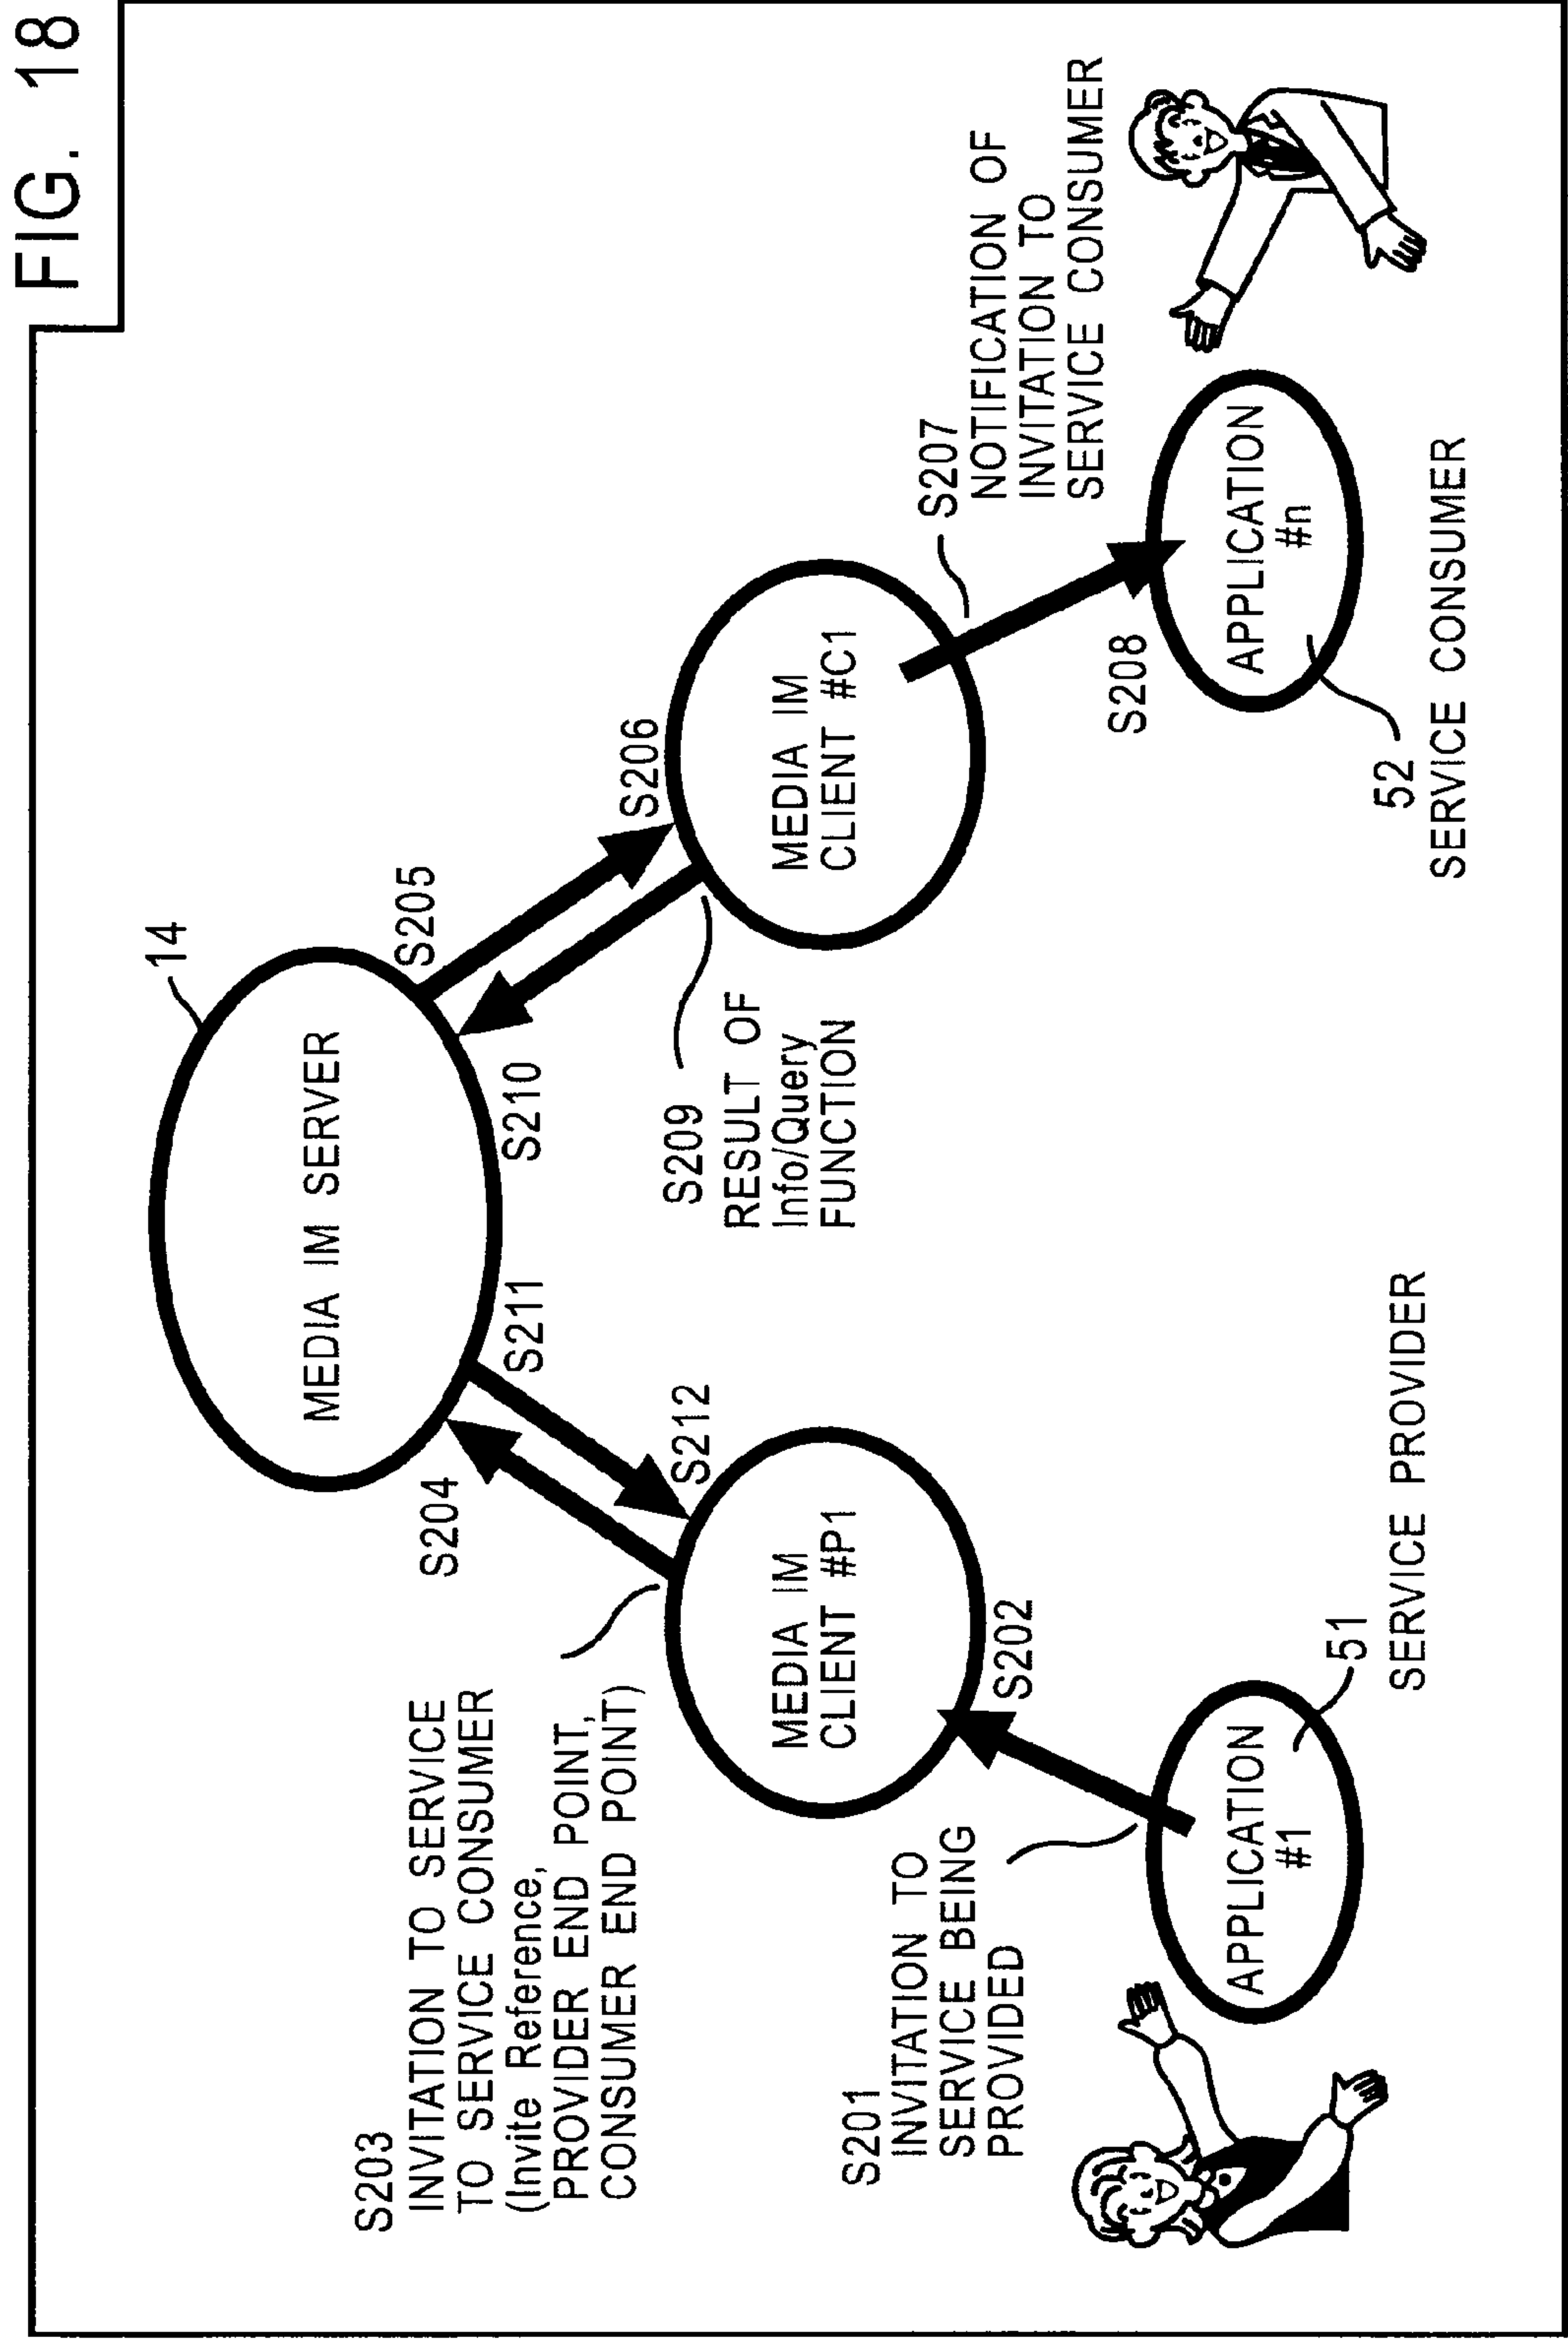 FIG. 18
14
MEDIA IM SERVER
S204
S211
S210
S205
S203
INVITATION TO SERVICE
TO SERVICE CONSUMER
(Invite Reference,
PROVIDER END POINT,
CONSUMER END POINT)
S212
S209
RESULT OF
Info/Query
FUNCTION
S206
MEDIA IM
CLIENT #P1
MEDIA IM
CLIENT #C1
S201
INVITATION TO
SERVICE BEING
PROVIDED
S202
S207
NOTIFICATION OF
INVITATION TO
SERVICE CONSUMER
S208
APPLICATION
#1
APPLICATION
#n
51
SERVICE PROVIDER
52
SERVICE CONSUMER